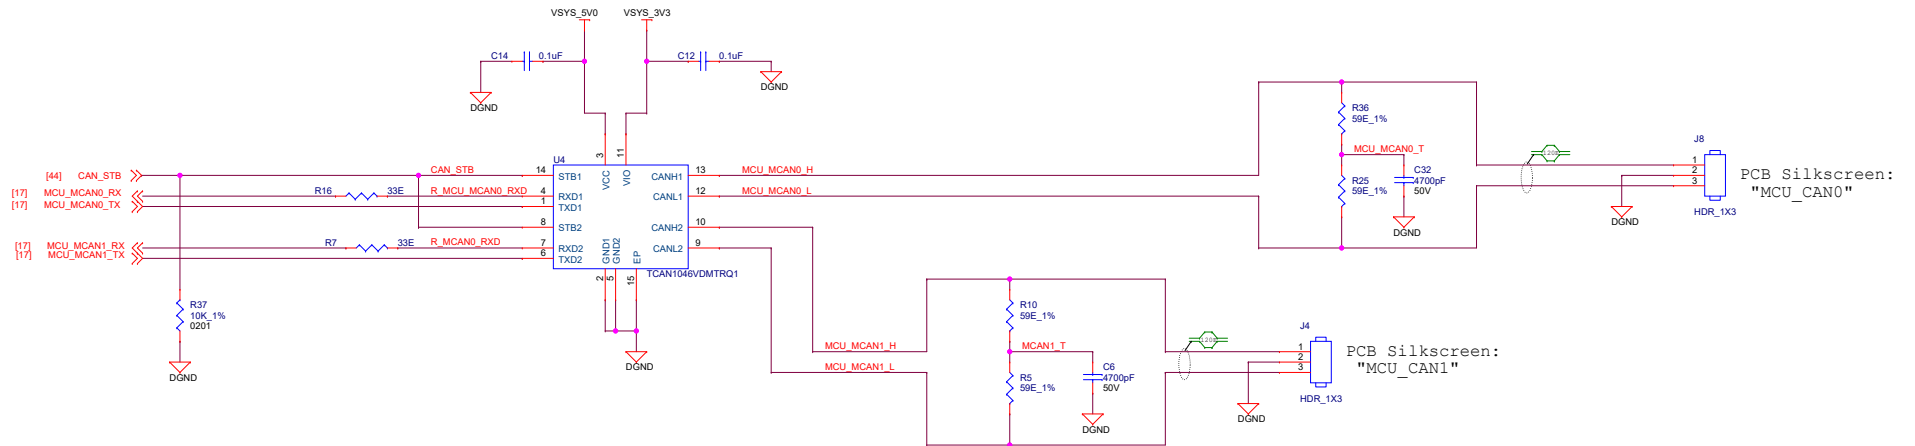 VSYS_5V0
VSYS_3V3
C14
0.1uF
C12
0.1uF
DGND
DGND
[44]
CAN_STB
[17]
MCU_MCAN0_RX
[17]
MCU_MCAN0_TX
[17]
MCU_MCAN1_RX
[17]
MCU_MCAN1_TX
R16
33E
R_MCU_MCAN0_RXD
R7
33E
R_MCAN0_RXD
CAN_STB
R37
10K_1%
0201
DGND
U4
3
11
VCC
VIO
14
STB1
4
RXD1
1
TXD1
8
STB2
7
RXD2
6
TXD2
CANH1
13
CANL1
12
CANH2
10
CANL2
9
GND1
GND2
EP
2
5
15
TCAN1046VDMTRQ1
DGND
MCU_MCAN0_H
MCU_MCAN0_L
R36
59E_1%
MCU_MCAN0_T
R25
59E_1%
C32
4700pF
50V
DGND
120E
J8
1
2
3
HDR_1X3
DGND
PCB Silkscreen:
"MCU_CAN0"
MCU_MCAN1_H
MCU_MCAN1_L
R10
59E_1%
MCAN1_T
R5
59E_1%
C6
4700pF
50V
DGND
120E
J4
1
2
3
HDR_1X3
DGND
PCB Silkscreen:
"MCU_CAN1"